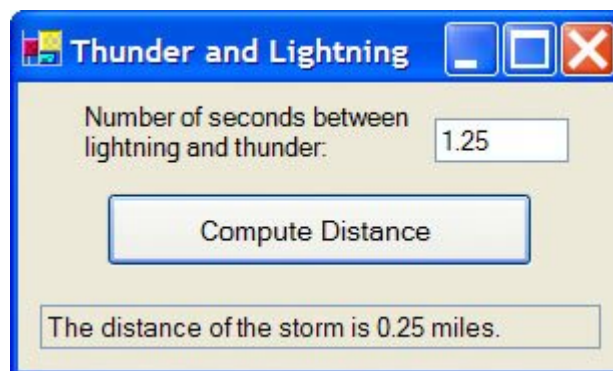 Thunder and Lightning
Number of seconds between
lightning and thunder:
1.25
Compute Distance
The distance of the storm is 0.25 miles.